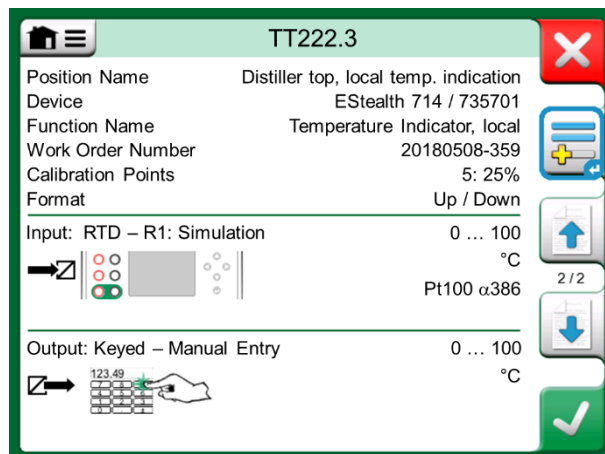 TT222.3
Position Name Distiller top, local temp. indication
Device EStealth 714 / 735701
Function Name Temperature Indicator, local
Work Order Number 20180508-359
Calibration Points 5: 25%
Format Up / Down
Input: RTD – R1: Simulation 0 ... 100
°C
Pt100 α386
2 / 2
Output: Keyed – Manual Entry 0 ... 100
°C
123.49